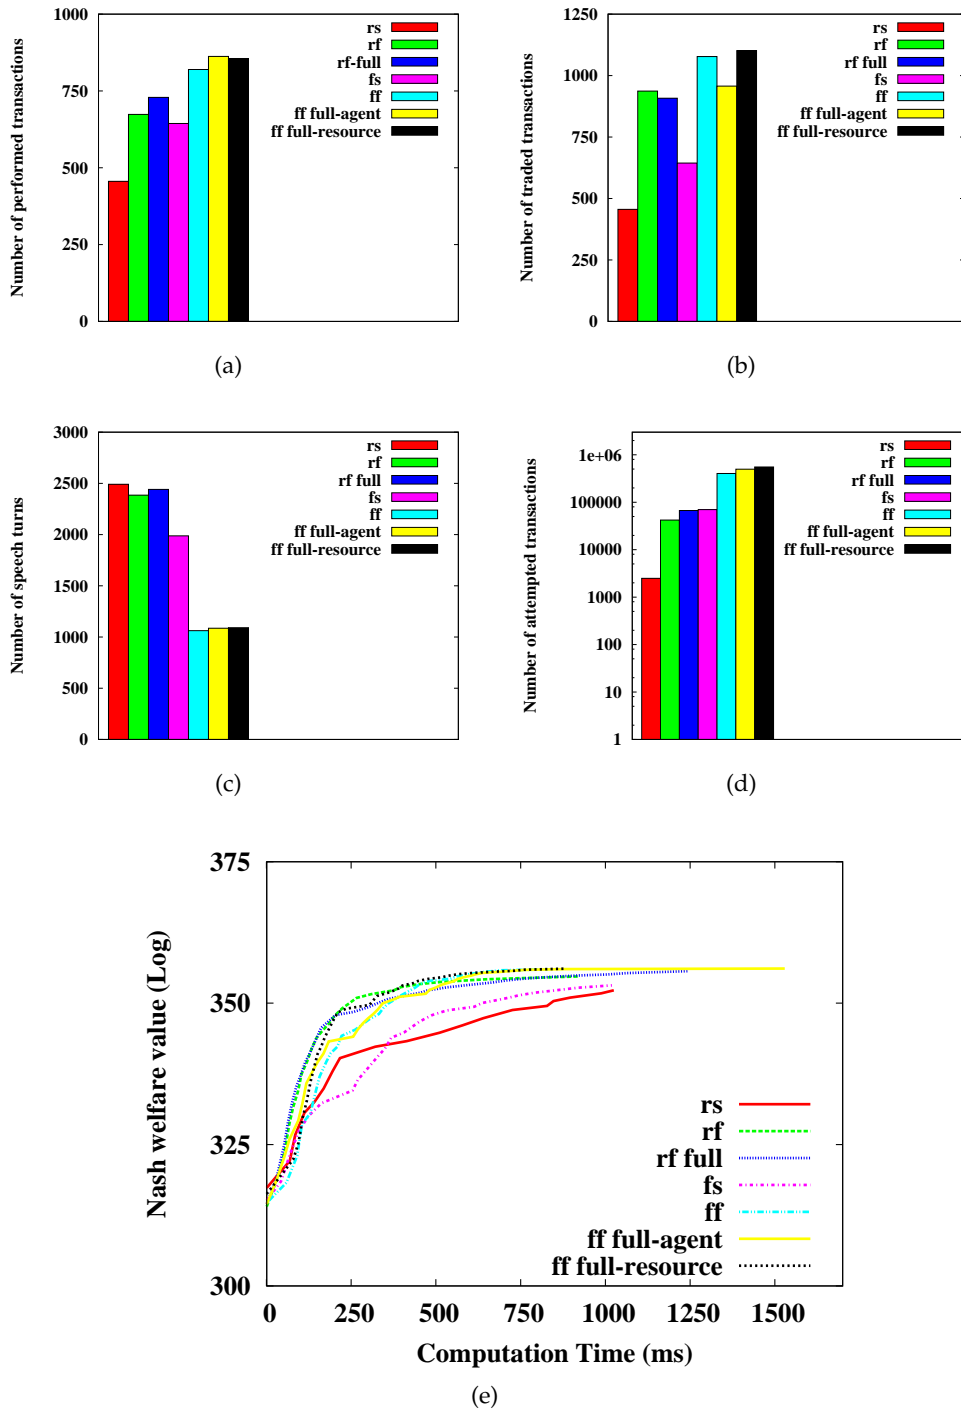 1000
750
500
250
0
Number of performed transactions
rs
rf
rf-full
fs
ff
ff full-agent
ff full-resource
(a)
1250
1000
750
500
250
0
Number of traded transactions
rs
rf
rf full
fs
ff
ff full-agent
ff full-resource
(b)
3000
2500
2000
1500
1000
500
0
Number of speech turns
rs
rf
rf full
fs
ff
ff full-agent
ff full-resource
(c)
1e+06
100000
10000
1000
100
10
1
Number of attempted transactions
rs
rf
rf full
fs
ff
ff full-agent
ff full-resource
(d)
375
350
325
300
Nash welfare value (Log)
rs
rf
rf full
fs
ff
ff full-agent
ff full-resource
0 250 500 750 1000 1250 1500
Computation Time (ms)
(e)